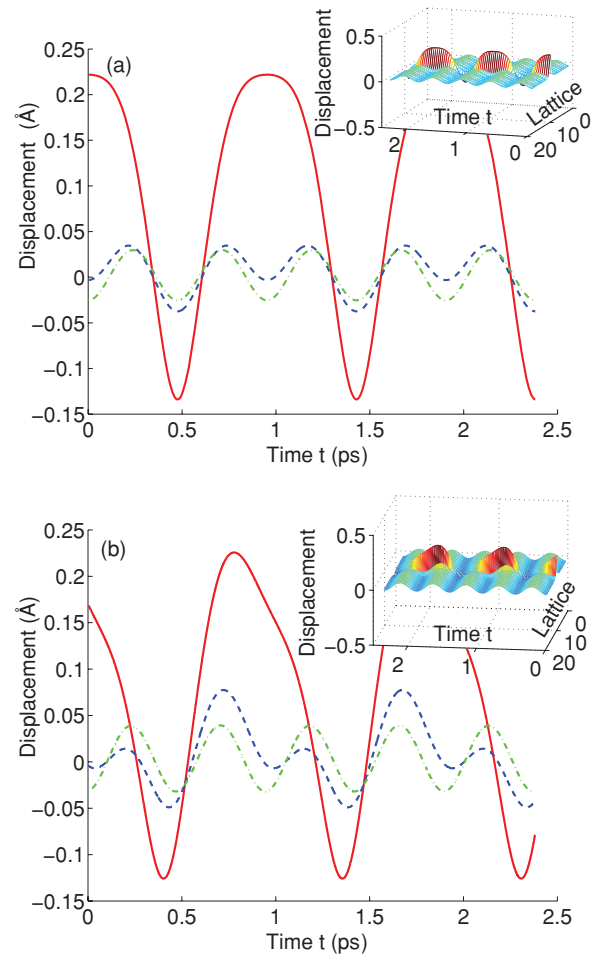 0.25
(a)
0.2
0.15
0.1
0.05
0
−0.05
−0.1
−0.15
Displacement (Å)
0 0.5 1 1.5 2 2.5
Time t (ps)
0.5
0
−0.5
Displacement
Time t
2 1 0
Lattice
20 10 0
0.25
(b)
0.2
0.15
0.1
0.05
0
−0.05
−0.1
−0.15
Displacement (Å)
0 0.5 1 1.5 2 2.5
Time t (ps)
0.5
0
−0.5
Displacement
Time t
2 1 0
Lattice
0
10
20